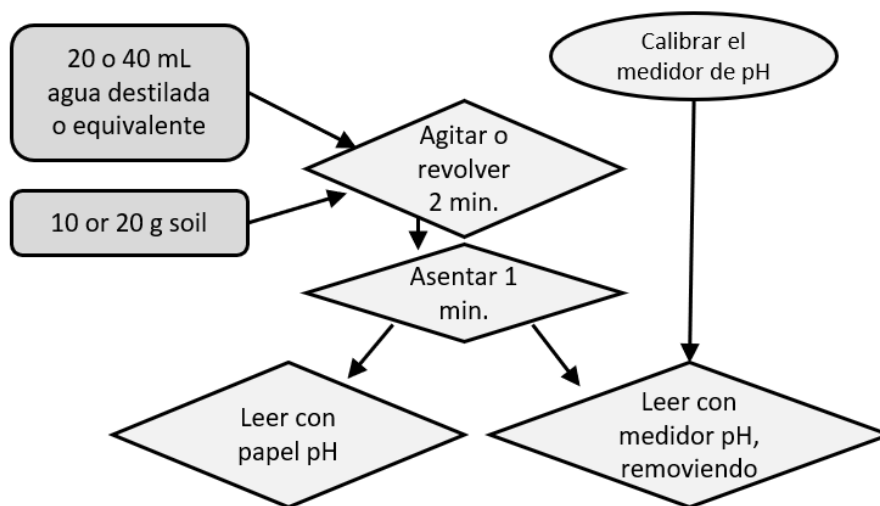 20 o 40 mL
agua destilada
o equivalente
Calibrar el
medidor de pH
Agitar o
revolver
2 min.
10 or 20 g soil
Asentar 1
min.
Leer con
papel pH
Leer con
medidor pH,
removiendo